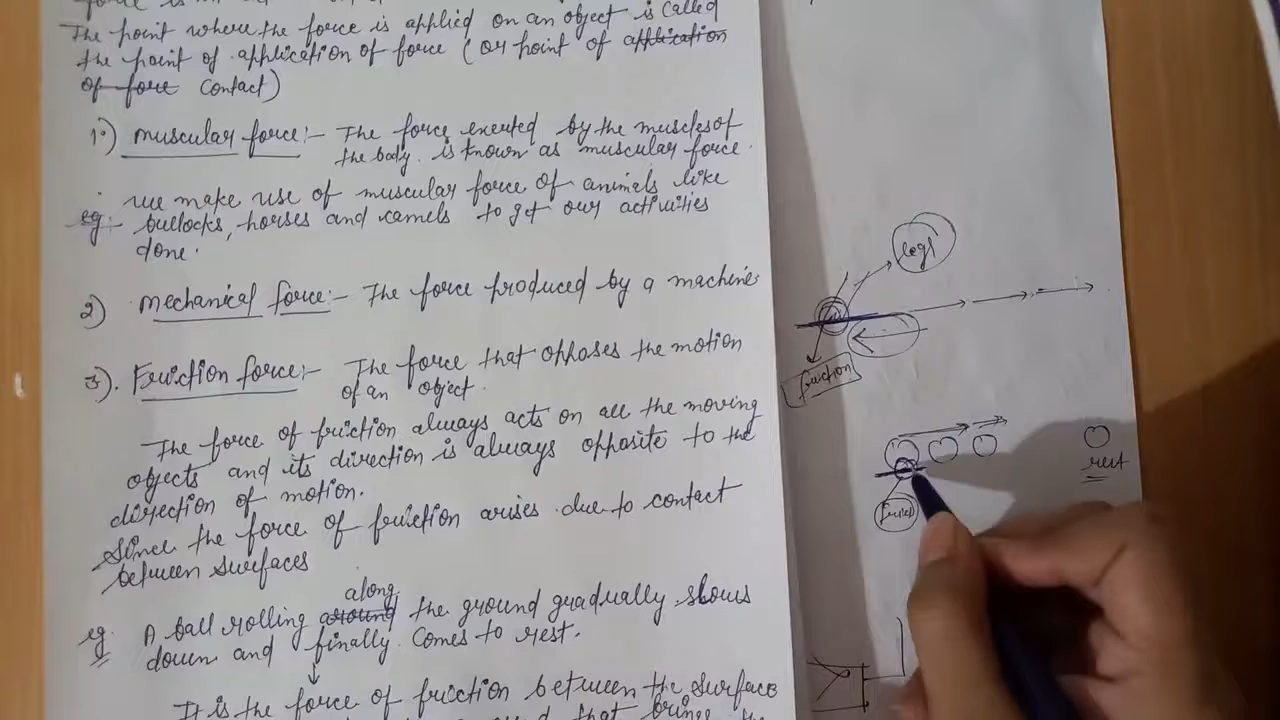 force is
The point where the force is applied on an object is called
the point of application of force (or point of application
of force contact)
1) Muscular force:- The force exerted by the muscles of
the body is known as muscular force.
we make use of muscular force of animals like
eg:- bullocks, horses and camels to get our activities
done.
2) Mechanical force:- The force produced by a machine
3). Friction force:- The force that opposes the motion
of an object.
The force of friction always acts on all the moving
objects and its direction is always opposite to the
direction of motion.
Since the force of friction arises due to contact
between surfaces
along
eg. A ball rolling around the ground gradually slows
down and finally comes to rest.
It is the force of friction between the surface
that brings the
legs
friction
rest